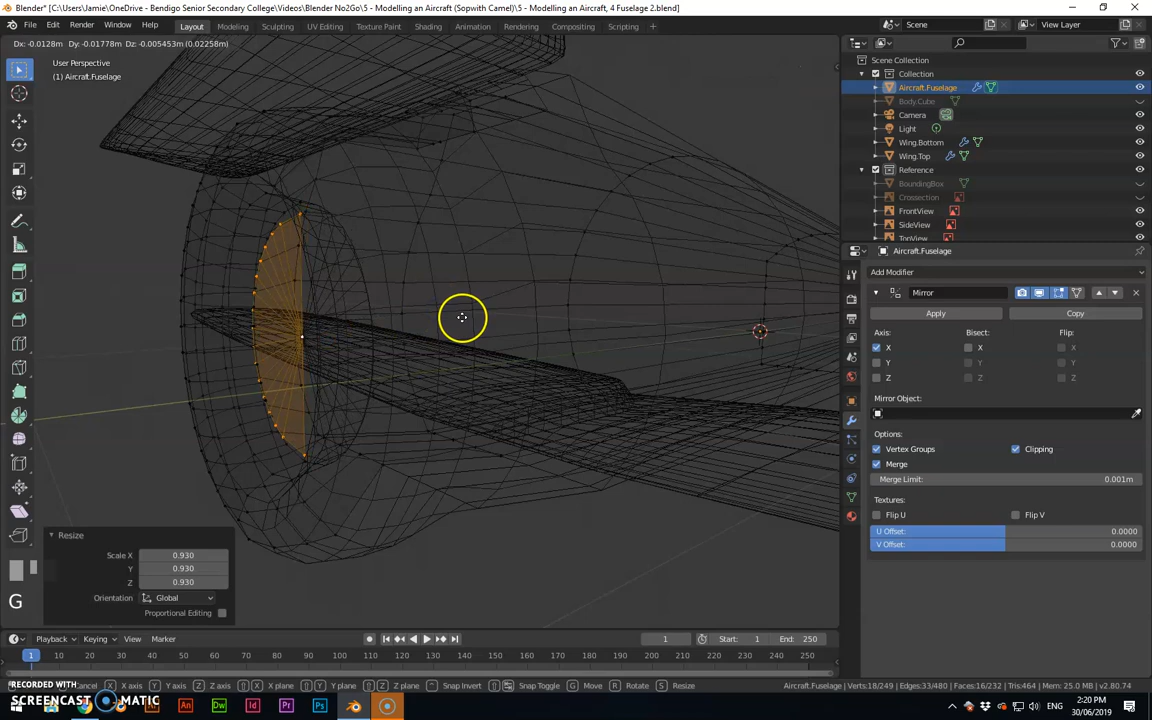 Blender* [C:\Users\Jamie\OneDrive - Bendigo Senior Secondary College\Videos\Blender No2Go\5 - Modelling an Aircraft (Sopwith Camel)\5 - Modelling an Aircraft, 4 Fuselage 2.blend]
File Edit Render Window Help Layout Modeling Sculpting UV Editing Texture Paint Shading Animation Rendering Compositing Scripting + Scene View Layer
Dx: -0.0128m Dy: -0.01778m Dz: -0.005453m (0.02258m)
User Perspective
(1) Aircraft.Fuselage
Scene Collection
Collection
Aircraft.Fuselage
Body.Cube
Camera
Light
Wing.Bottom
Wing.Top
Reference
BoundingBox
Crossection
FrontView
SideView
TopView
Aircraft.Fuselage
Add Modifier
Mirror
Apply Copy
Axis: Bisect: Flip:
X X X
Y Y Y
Z Z Z
Mirror Object:
Options:
Vertex Groups Clipping
Merge
Merge Limit: 0.001m
Textures:
Flip U Flip V
U Offset: 0.0000
V Offset: 0.0000
Resize
Scale X 0.930
Y 0.930
Z 0.930
Orientation Global
Proportional Editing
G
Playback Keying View Marker 1 Start: 1 End: 250
1 10 20 30 40 50 60 70 80 90 100 110 120 130 140 150 160 170 180 190 200 210 220 230 240 250
Cancel X X axis Y Y axis Z Z axis X X plane Y Y plane Z Z plane Snap Invert Snap Toggle G Move R Rotate S Resize Aircraft.Fuselage | Verts:18/249 | Edges:33/480 | Faces:16/232 | Tris:464 | Mem: 25.0 MB | v2.80.74
RECORDED WITH
SCREENCAST MATIC
Ai An Dw Id Pr Ps
2:20 PM
30/06/2019